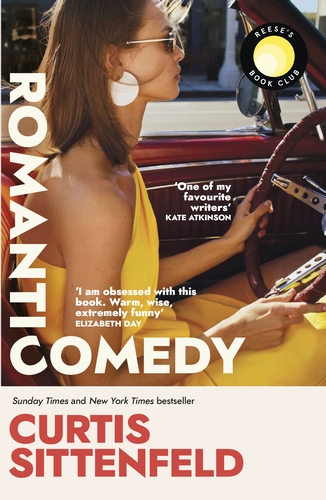 REESE'S
BOOK CLUB
ROMANTIC
COMEDY
'One of my
favourite
writers'
KATE ATKINSON
'I am obsessed with this
book. Warm, wise,
extremely funny'
ELIZABETH DAY
Sunday Times and New York Times bestseller
CURTIS
SITTENFELD